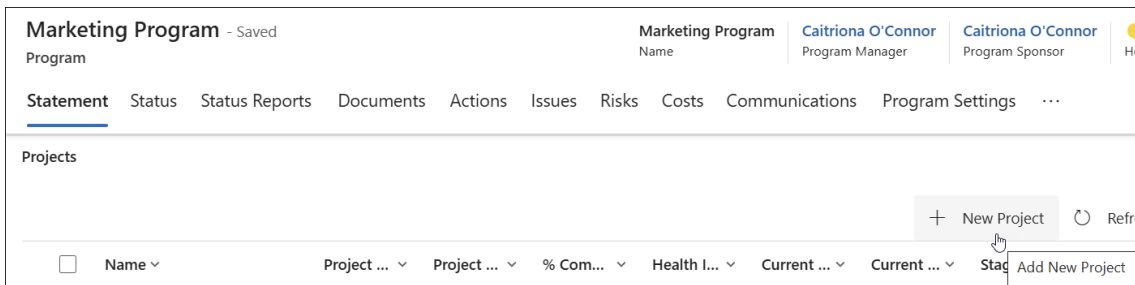 Marketing Program - Saved
Program
Marketing Program
Name
Caitriona O'Connor
Program Manager
Caitriona O'Connor
Program Sponsor
Statement Status Status Reports Documents Actions Issues Risks Costs Communications Program Settings ...
Projects
New Project
Name Project ... Project ... % Com... Health I... Current ... Current ...
Add New Project